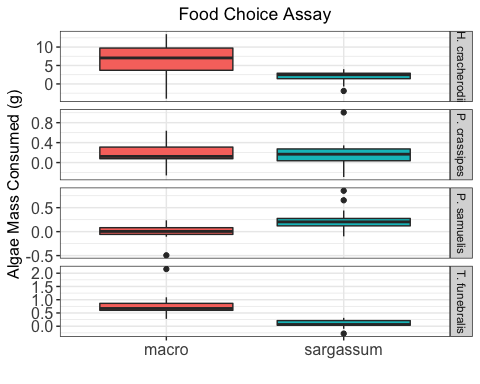 Food Choice Assay
Algae Mass Consumed (g)
10
5
0
H. cracherodi
0.8
0.4
0.0
P. crassipes
0.5
0.0
-0.5
P. samuelis
2.0
1.5
1.0
0.5
0.0
T. funebralis
macro
sargassum